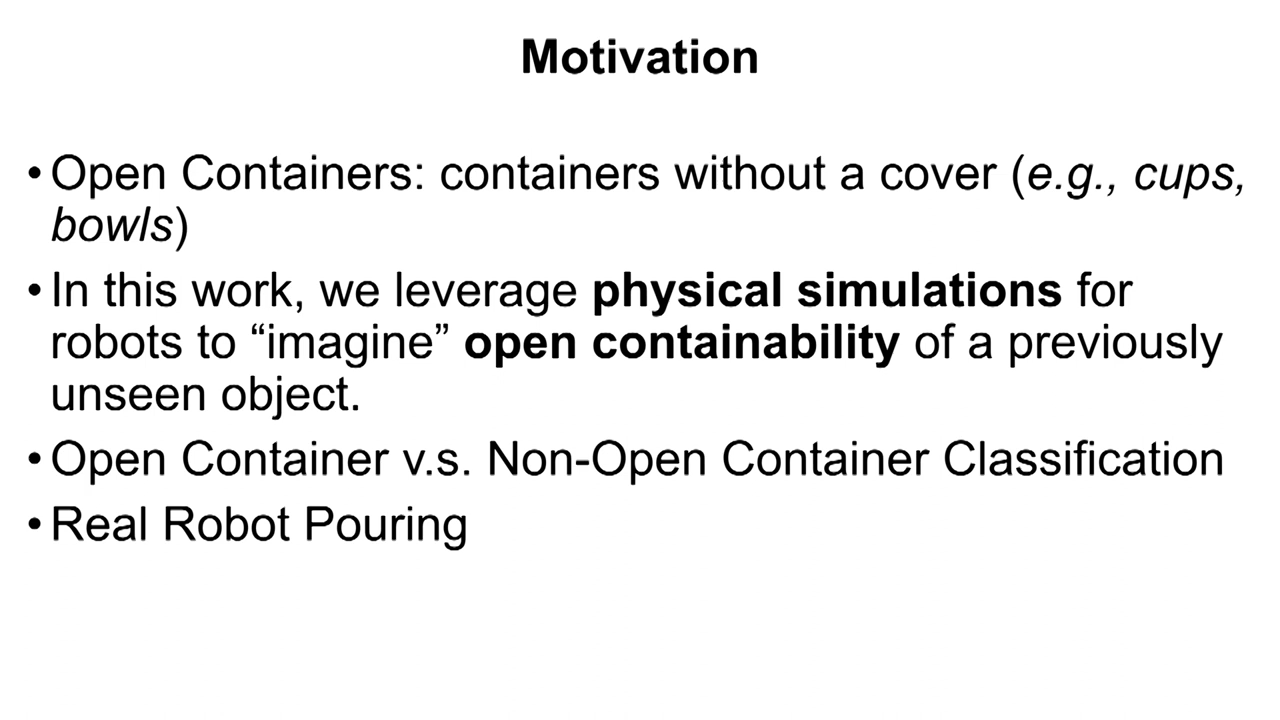 Motivation
• Open Containers: containers without a cover (e.g., cups,
bowls)
• In this work, we leverage physical simulations for
robots to “imagine” open containability of a previously
unseen object.
• Open Container v.s. Non-Open Container Classification
• Real Robot Pouring